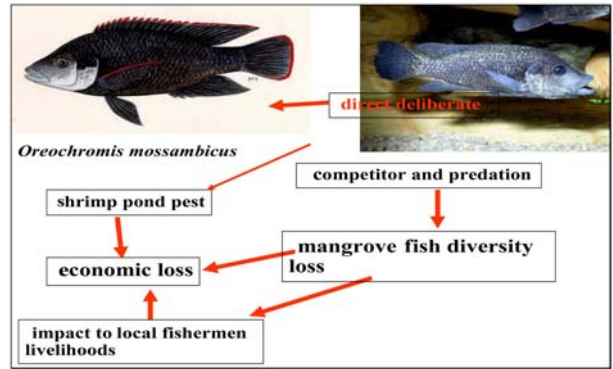 direct deliberate
Oreochromis mossambicus
competitor and predation
shrimp pond pest
mangrove fish diversity
loss
economic loss
impact to local fishermen
livelihoods